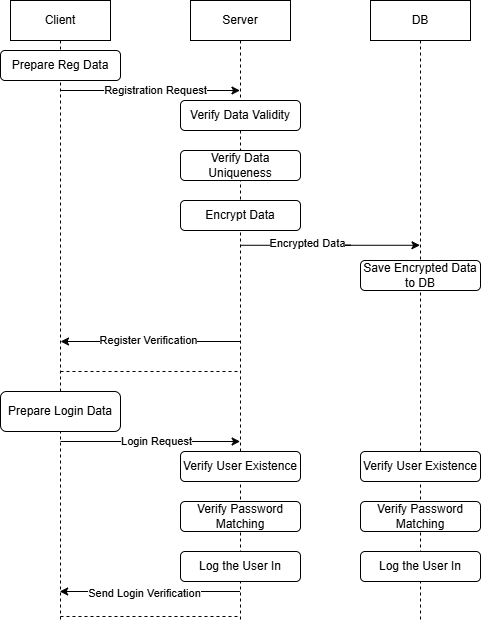 Client
Server
DB
Prepare Reg Data
Registration Request
Verify Data Validity
Verify Data
Uniqueness
Encrypt Data
Encrypted Data
Save Encrypted Data
to DB
Register Verification
Prepare Login Data
Login Request
Verify User Existence
Verify User Existence
Verify Password
Matching
Verify Password
Matching
Log the User In
Log the User In
Send Login Verification